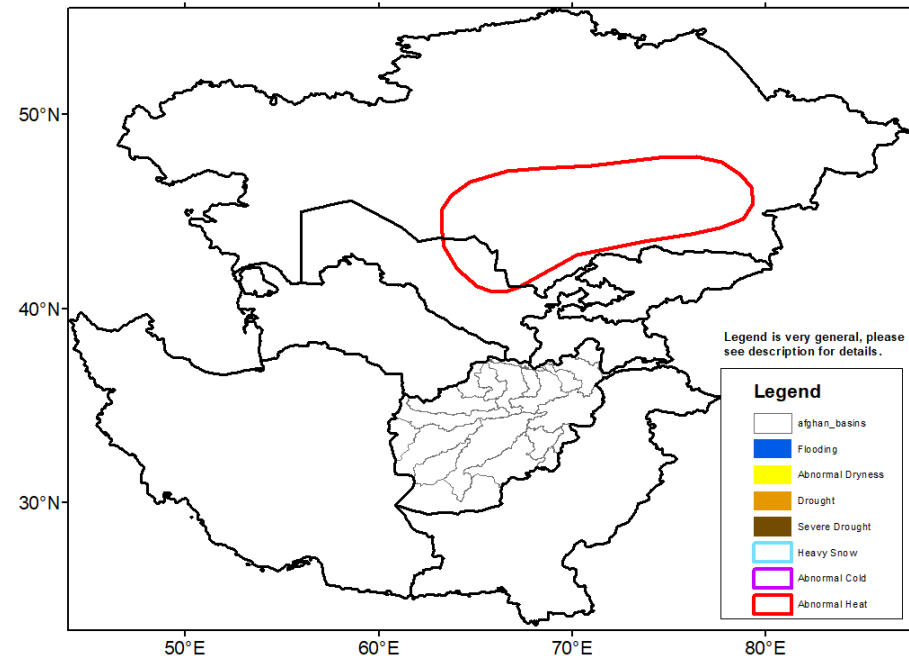 50°N
40°N
30°N
50°E
60°E
70°E
80°E
Legend is very general, please
see description for details.
Legend
afghan_basins
Flooding
Abnormal Dryness
Drought
Severe Drought
Heavy Snow
Abnormal Cold
Abnormal Heat